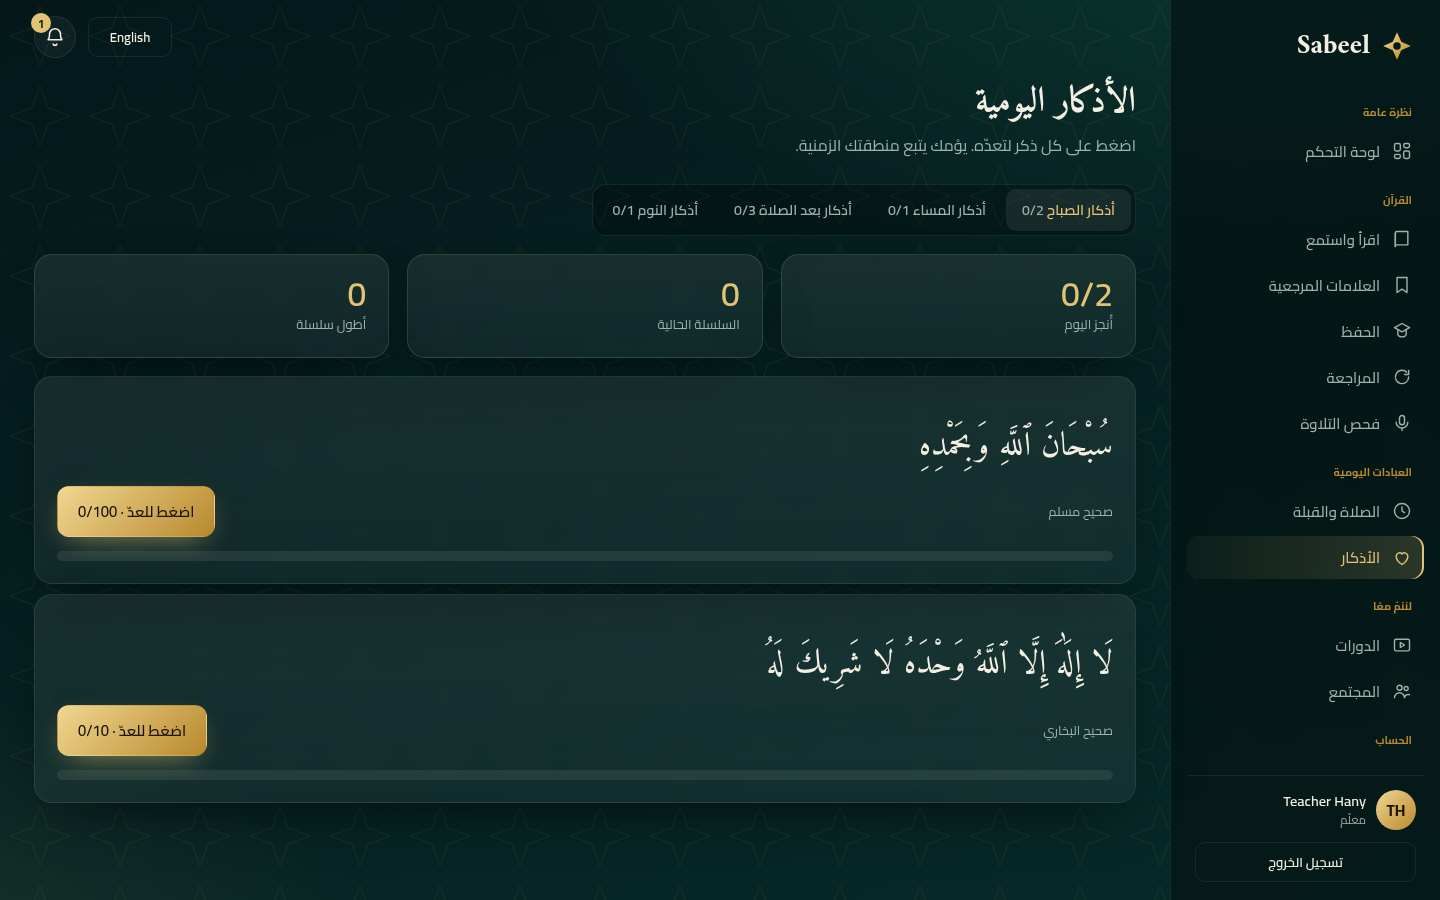 Sabeel
نظرة عامة
لوحة التحكم
القرآن
اقرأ واستمع
العلامات المرجعية
الحفظ
المراجعة
فحص التلاوة
العبادات اليومية
الصلاة والقبلة
الأذكار
لننمُ معًا
الدورات
المجتمع
الحساب
TH
Teacher Hany
معلّم
تسجيل الخروج
English
1
الأذكار اليومية
اضغط على كل ذكر لتعدّه. يؤمك يتبع منطقتك الزمنية.
أذكار الصباح 0/2
أذكار المساء 0/1
أذكار بعد الصلاة 0/3
أذكار النوم 0/1
0/2
أُنجز اليوم
0
السلسلة الحالية
0
أطول سلسلة
سُبْحَانَ ٱللَّهِ وَبِحَمْدِهِ
صحيح مسلم
اضغط للعدّ · 0/100
لَا إِلَٰهَ إِلَّا ٱللَّهُ وَحْدَهُ لَا شَرِيكَ لَهُ
صحيح البخاري
اضغط للعدّ · 0/10